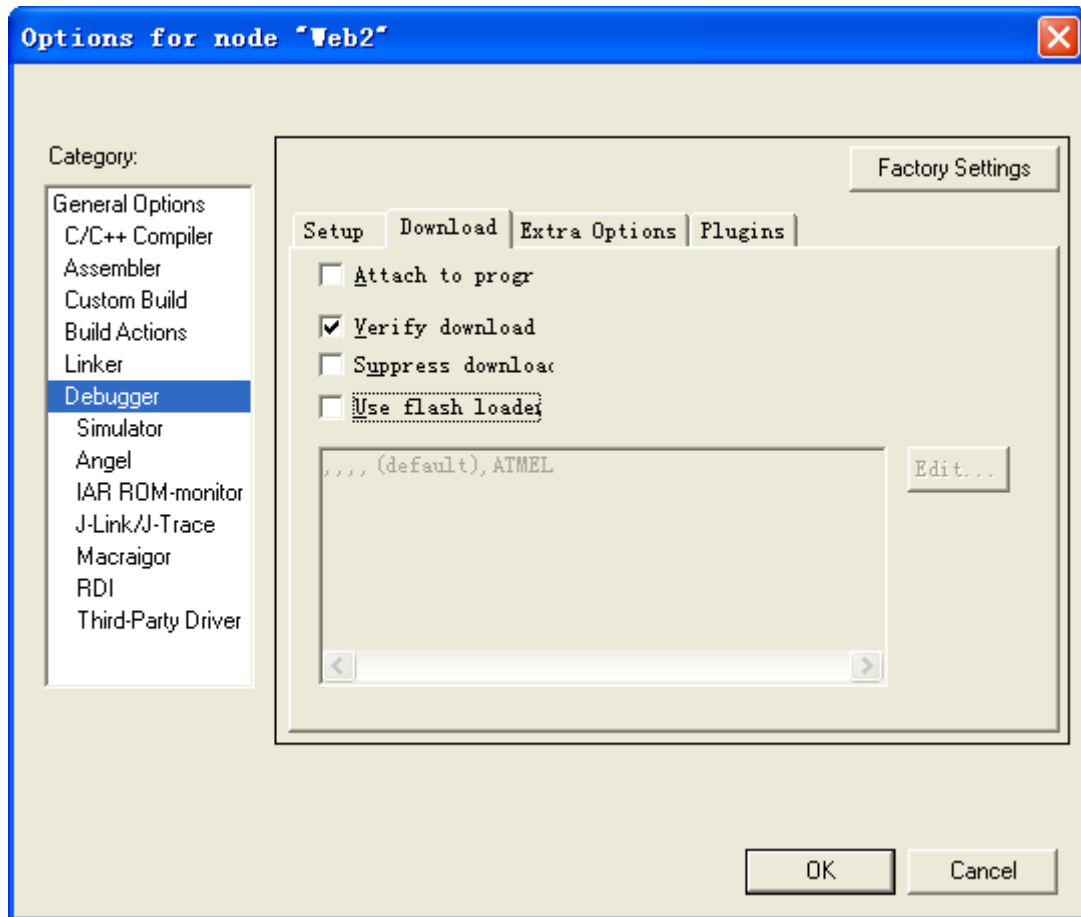 Options for node "Web2"
Category:
Factory Settings
General Options
C/C++ Compiler
Assembler
Custom Build
Build Actions
Linker
Debugger
Simulator
Angel
IAR ROM-monitor
J-Link/J-Trace
Macraigor
RDI
Third-Party Driver
Setup Download Extra Options Plugins
Attach to progr
Verify download
Suppress download
Use flash loader
,,,,(default),ATMEL
Edit...
OK Cancel